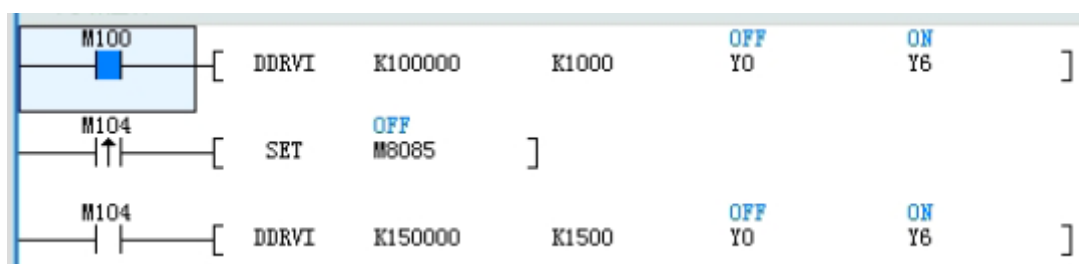 M100 OFF ON
DDRVI K100000 K1000 Y0 Y6
M104 OFF
SET M8085
M104 OFF ON
DDRVI K150000 K1500 Y0 Y6